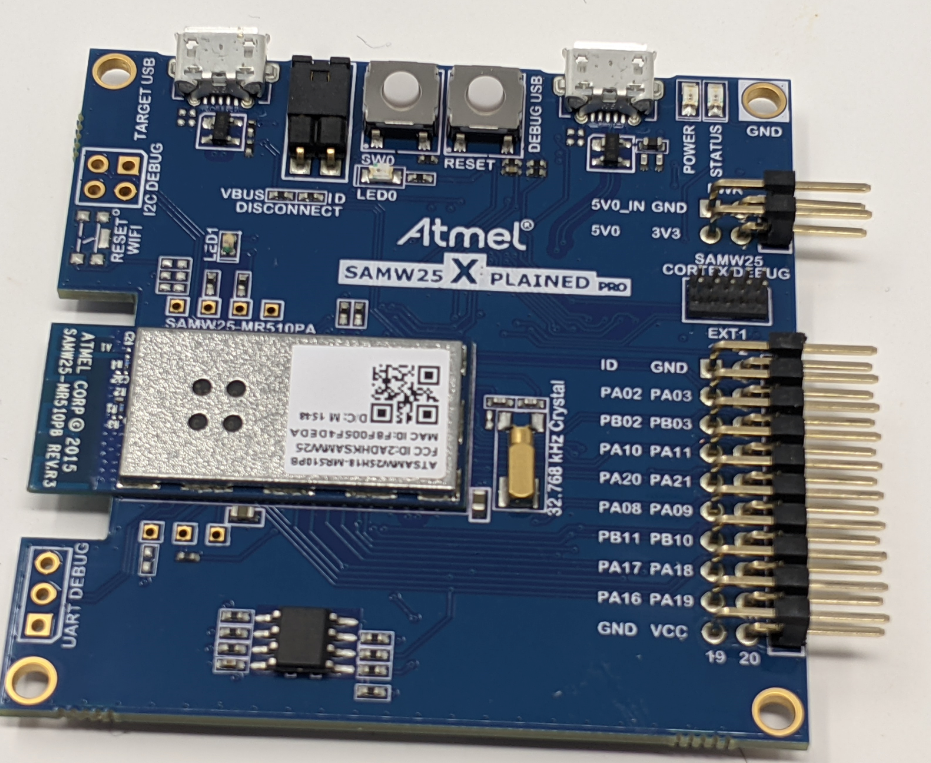 TARGET USB
I2C DEBUG
RESET
WIFI
VBUS
ID
DISCONNECT
SW0
LED0
RESET
DEBUG USB
POWER
STATUS
GND
5V0_IN GND
5V0 3V3
LED1
Atmel®
SAMW25 XPLAINED PRO
SAMW25
CORTEX DEBUG
SAMW25-MR510PA
ATMEL CORP © 2015
SAMW25-MR510PB REV.R3
ATSAMW25H18-MR510PB
FCC ID:2ADHKSAMW25
MAC ID:F8F005F4DEDA
D/C: M 1548
32.768 kHz Crystal
EXT1
ID GND
PA02 PA03
PB02 PB03
PA10 PA11
PA20 PA21
PA08 PA09
PB11 PB10
PA17 PA18
PA16 PA19
GND VCC
19 20
UART DEBUG